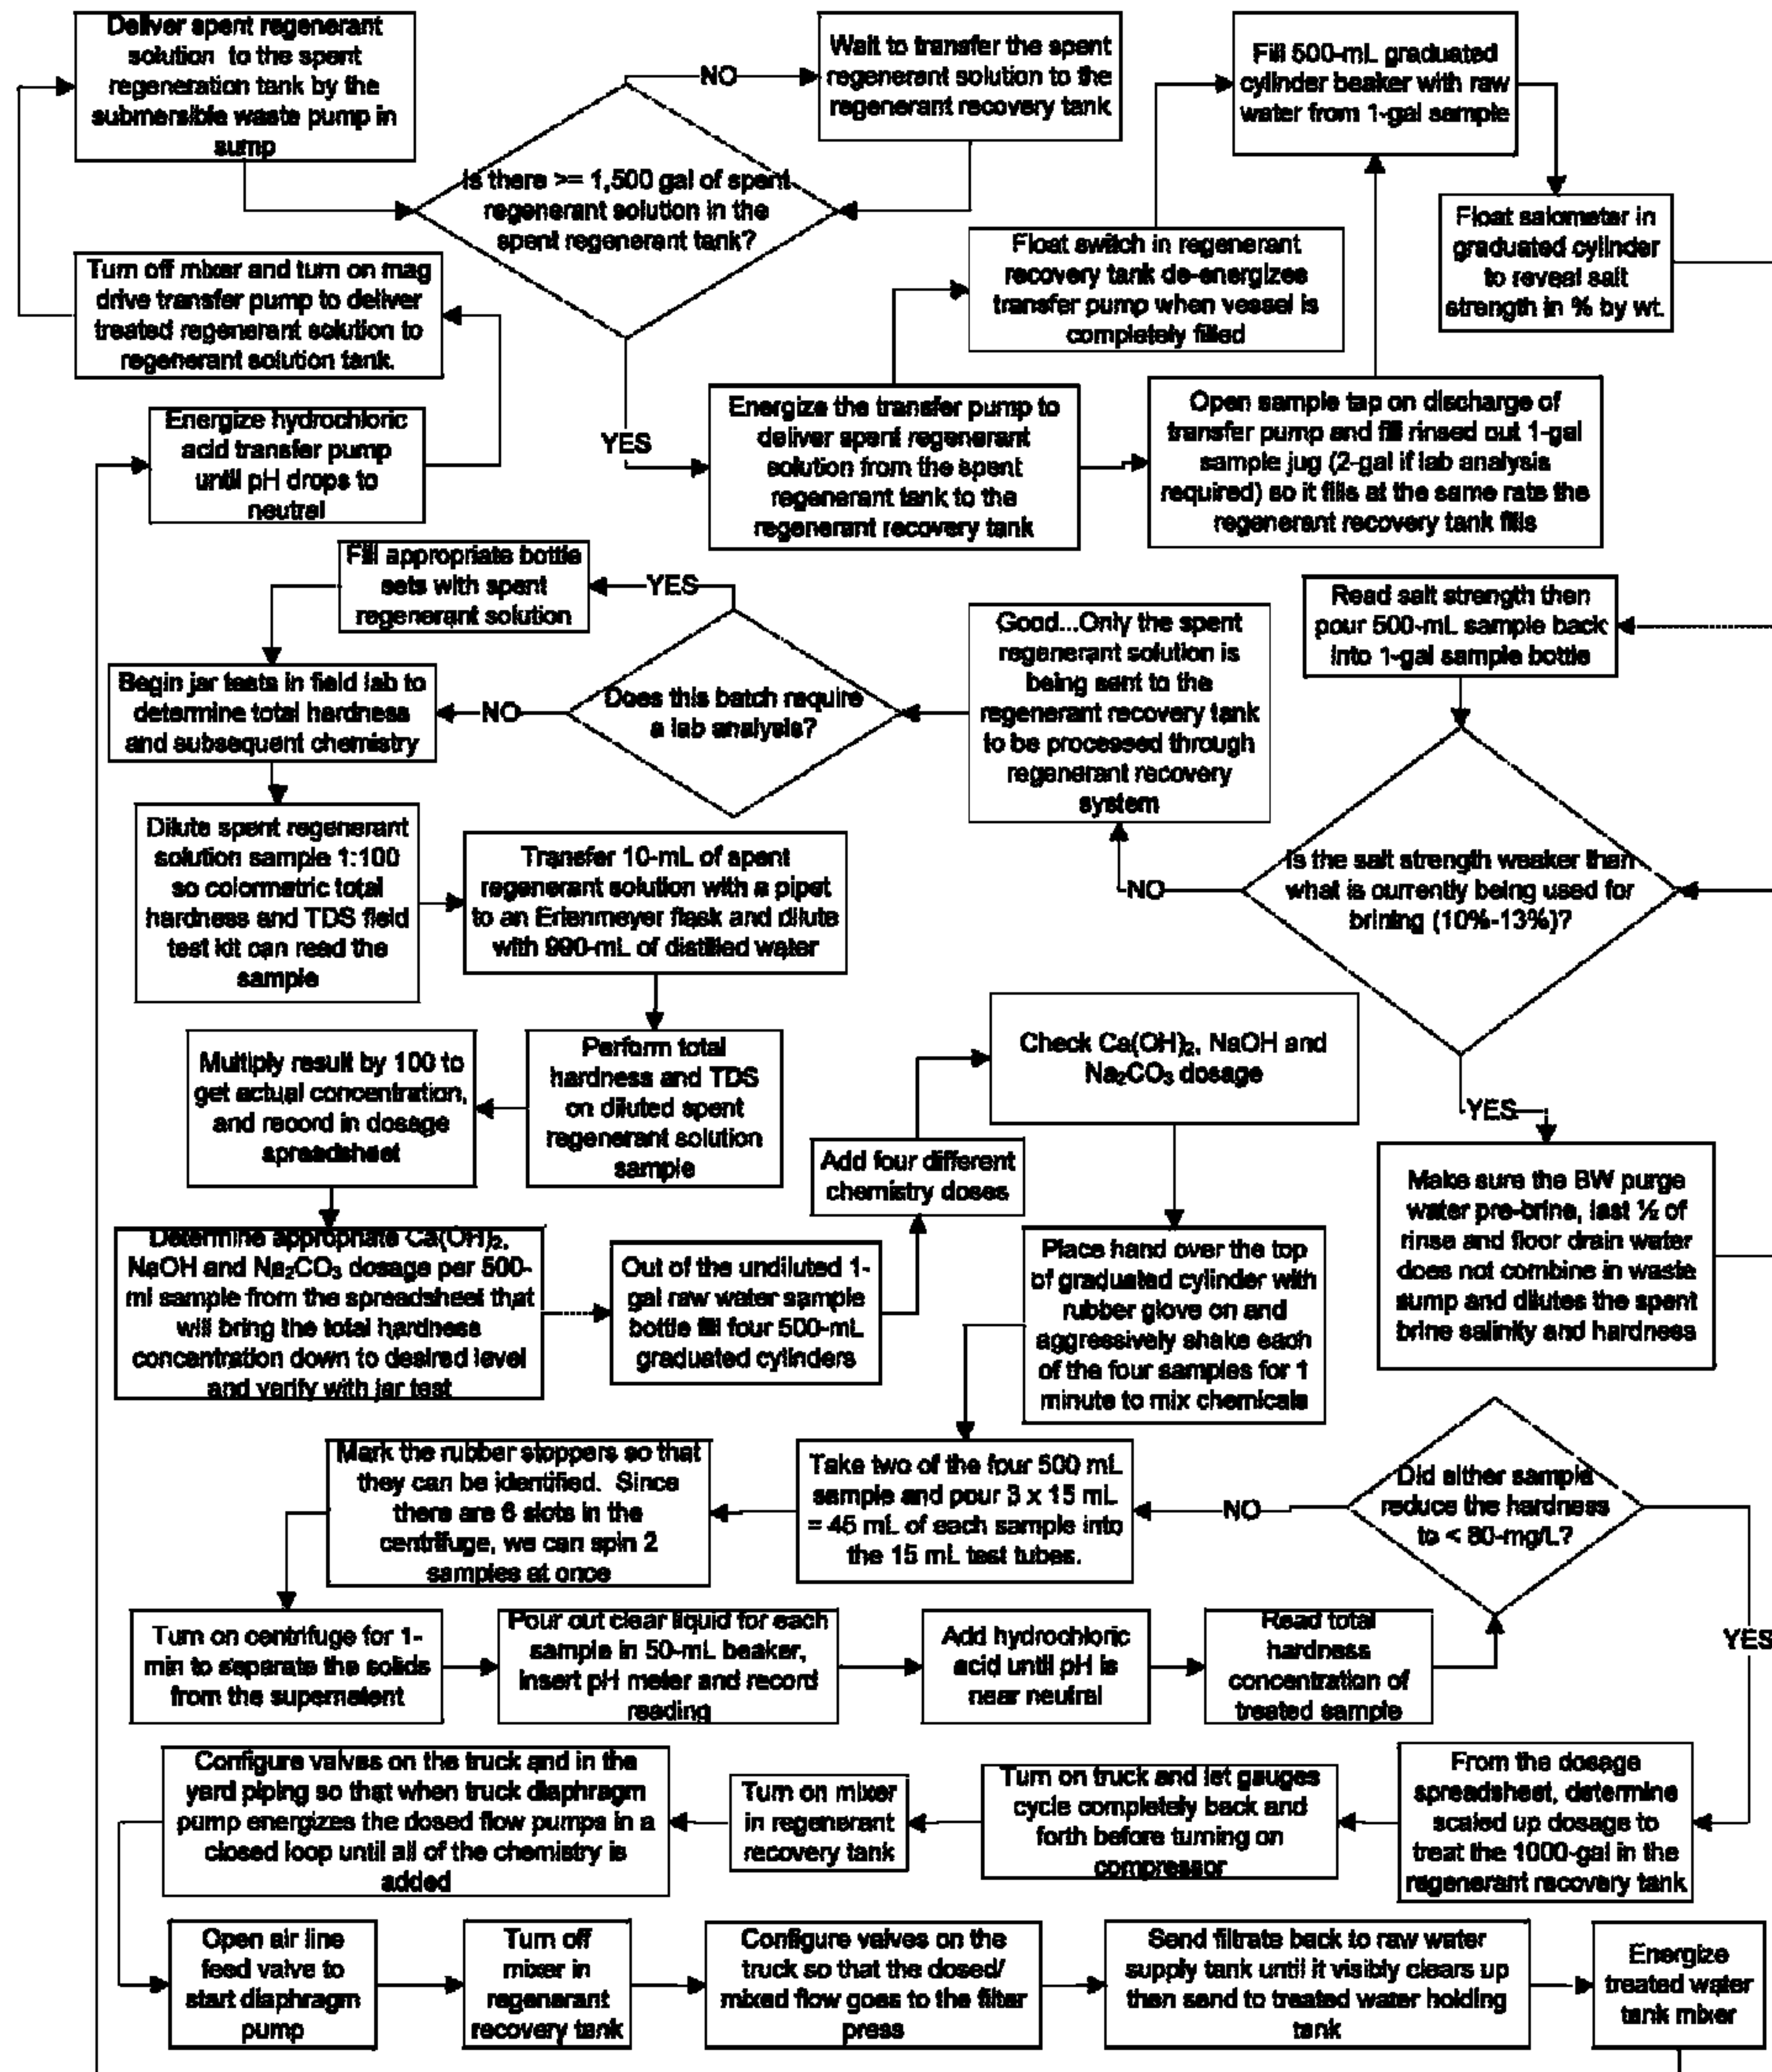 Deliver spent regenerant
solution to the spent
regeneration tank by the
submersible waste pump in
sump
NO
Wait to transfer the spent
regenerant solution to the
regenerant recovery tank
Fill 500-mL graduated
cylinder beaker with raw
water from 1-gal sample
Is there >= 1,500 gal of spent
regenerant solution in the
spent regenerant tank?
Float salometer in
graduated cylinder
to reveal salt
strength in % by wt.
Turn off mixer and turn on mag
drive transfer pump to deliver
treated regenerant solution to
regenerant solution tank.
Float switch in regenerant
recovery tank de-energizes
transfer pump when vessel is
completely filled
Energize hydrochloric
acid transfer pump
until pH drops to
neutral
YES
Energize the transfer pump to
deliver spent regenerant
solution from the spent
regenerant tank to the
regenerant recovery tank
Open sample tap on discharge of
transfer pump and fill rinsed out 1-gal
sample jug (2-gal if lab analysis
required) so it fills at the same rate the
regenerant recovery tank fills
Fill appropriate bottle
sets with spent
regenerant solution
YES
Read salt strength then
pour 500-mL sample back
into 1-gal sample bottle
Good...Only the spent
regenerant solution is
being sent to the
regenerant recovery tank
to be processed through
regenerant recovery
system
Begin jar tests in field lab to
determine total hardness
and subsequent chemistry
NO
Does this batch require
a lab analysis?
Dilute spent regenerant
solution sample 1:100
so colormetric total
hardness and TDS field
test kit can read the
sample
Transfer 10-mL of spent
regenerant solution with a pipet
to an Erlenmeyer flask and dilute
with 990-mL of distilled water
NO
Is the salt strength weaker than
what is currently being used for
brining (10%-13%)?
Multiply result by 100 to
get actual concentration,
and record in dosage
spreadsheet
Perform total
hardness and TDS
on diluted spent
regenerant solution
sample
Check Ca(OH)₂, NaOH and
Na₂CO₃ dosage
YES
Add four different
chemistry doses
Make sure the BW purge
water pre-brine, last ½ of
rinse and floor drain water
does not combine in waste
sump and dilutes the spent
brine salinity and hardness
Determine appropriate Ca(OH)₂,
NaOH and Na₂CO₃ dosage per 500-
ml sample from the spreadsheet that
will bring the total hardness
concentration down to desired level
and verify with jar test
Out of the undiluted 1-
gal raw water sample
bottle fill four 500-mL
graduated cylinders
Place hand over the top
of graduated cylinder with
rubber glove on and
aggressively shake each
of the four samples for 1
minute to mix chemicals
Mark the rubber stoppers so that
they can be identified. Since
there are 6 slots in the
centrifuge, we can spin 2
samples at once
Take two of the four 500 mL
sample and pour 3 x 15 mL
= 45 mL of each sample into
the 15 mL test tubes.
NO
Did either sample
reduce the hardness
to < 80-mg/L?
Turn on centrifuge for 1-
min to separate the solids
from the supernatent
Pour out clear liquid for each
sample in 50-mL beaker,
insert pH meter and record
reading
Add hydrochloric
acid until pH is
near neutral
Read total
hardness
concentration of
treated sample
YES
Configure valves on the truck and in the
yard piping so that when truck diaphragm
pump energizes the dosed flow pumps in a
closed loop until all of the chemistry is
added
Turn on mixer
in regenerant
recovery tank
Turn on truck and let gauges
cycle completely back and
forth before turning on
compressor
From the dosage
spreadsheet, determine
scaled up dosage to
treat the 1000-gal in the
regenerant recovery tank
Open air line
feed valve to
start diaphragm
pump
Turn off
mixer in
regenerant
recovery tank
Configure valves on the
truck so that the dosed/
mixed flow goes to the filter
press
Send filtrate back to raw water
supply tank until it visibly clears up
then send to treated water holding
tank
Energize
treated water
tank mixer